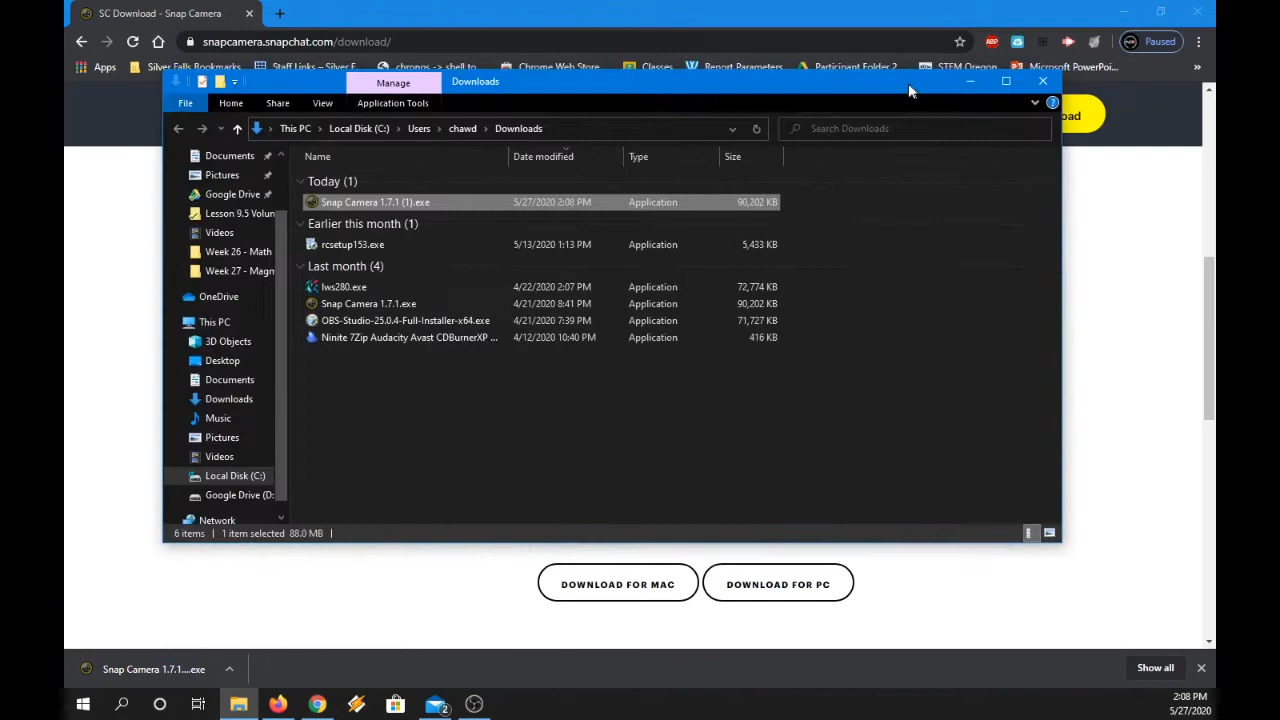 SC Download - Snap Camera
snapcamera.snapchat.com/download/
ABP
Paused
Apps
Silver Falls Bookmarks
Staff Links – Silver F...
chronos -> shell to...
Chrome Web Store
Classes
Report Parameters
Participant Folder 2...
STEM Oregon
Microsoft PowerPoi...
»
Manage
Downloads
File
Home
Share
View
Application Tools
This PC > Local Disk (C:) > Users > chawd > Downloads
Search Downloads
Name
Date modified
Type
Size
Documents
Pictures
Google Drive
Lesson 9.5 Volun
Videos
Week 26 - Math
Week 27 - Magn
OneDrive
This PC
3D Objects
Desktop
Documents
Downloads
Music
Pictures
Videos
Local Disk (C:)
Google Drive (D:
Network
Today (1)
Snap Camera 1.7.1 (1).exe 5/27/2020 2:08 PM Application 90,202 KB
Earlier this month (1)
rcsetup153.exe 5/13/2020 1:13 PM Application 5,433 KB
Last month (4)
lws280.exe 4/22/2020 2:07 PM Application 72,774 KB
Snap Camera 1.7.1.exe 4/21/2020 8:41 PM Application 90,202 KB
OBS-Studio-25.0.4-Full-Installer-x64.exe 4/21/2020 7:39 PM Application 71,727 KB
Ninite 7Zip Audacity Avast CDBurnerXP ... 4/12/2020 10:40 PM Application 416 KB
6 items
1 item selected 88.0 MB
DOWNLOAD FOR MAC
DOWNLOAD FOR PC
Snap Camera 1.7.1....exe
Show all
2
2:08 PM
5/27/2020